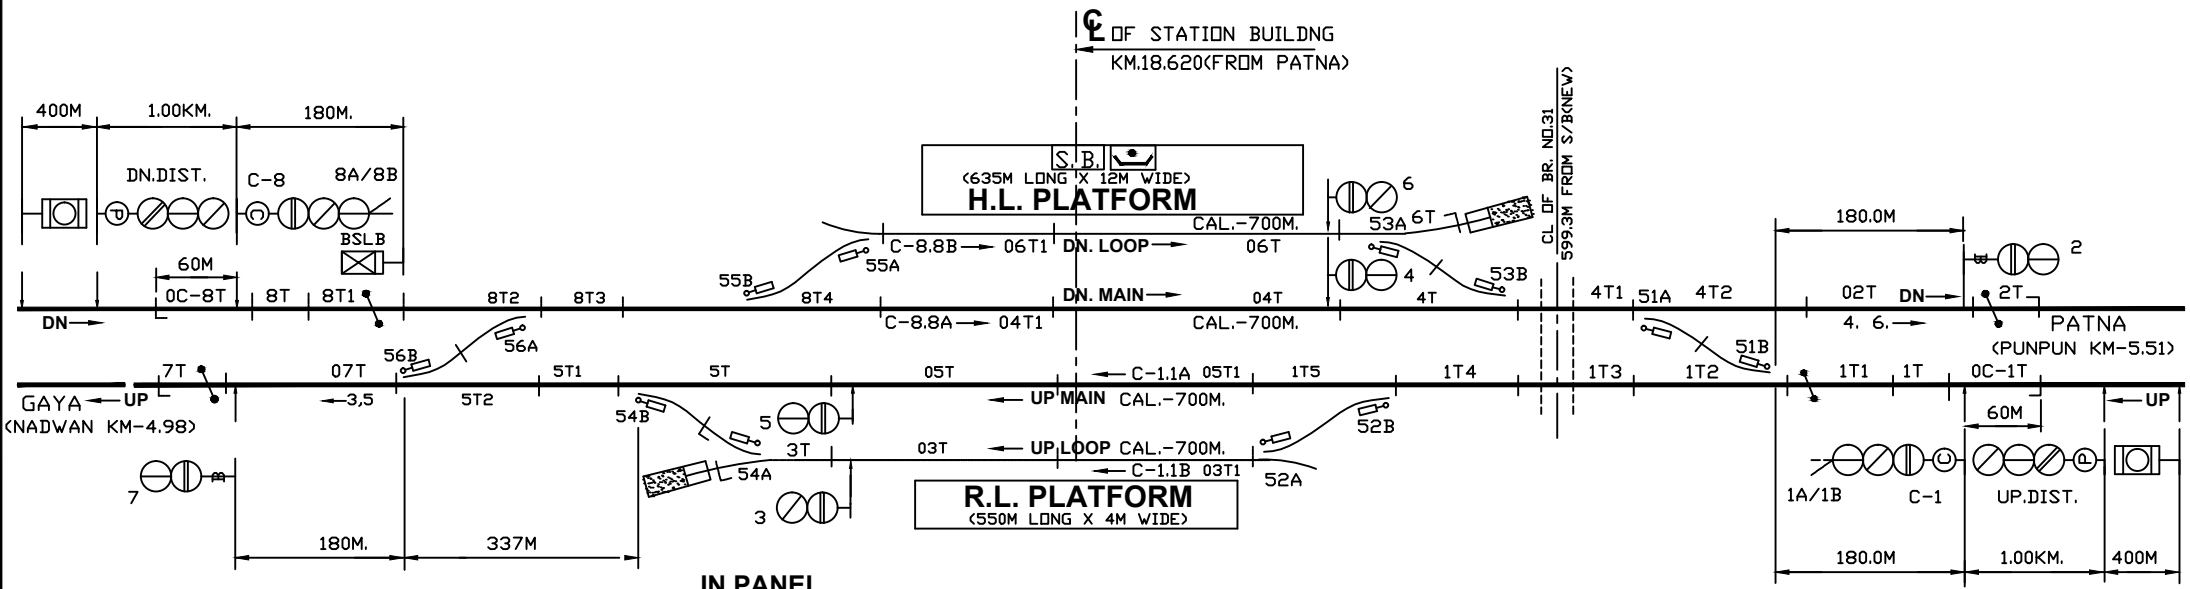 ℄ OF STATION BUILDNG
KM.18.620(FROM PATNA)
400M 1.00KM. 180M.
DN.DIST. C-8 8A/8B
P C
BSLB
60M
S.B.
(635M LONG X 12M WIDE)
H.L. PLATFORM
6
53A 6T
CL OF BR. NO.31
599.3M FROM S/B(NEW)
180.0M
B 2
CAL.-700M.
C-8.8B 06T1 DN. LOOP 06T
55A
55B
4
53B
0C-8T 8T 8T1 8T2 8T3 8T4 DN. MAIN 04T 4T 4T1 51A 4T2 02T DN 2T
DN C-8.8A 04T1 CAL.-700M. 4. 6. PATNA
(PUNPUN KM-5.51)
56B 56A 51B
7T 07T 5T1 5T 05T C-1.1A 05T1 1T5 1T4 1T3 1T2 1T1 1T 0C-1T
GAYA UP 3,5 5T2 UP MAIN CAL.-700M. UP
(NADWAN KM-4.98)
54B 5 52B 60M
3T 03T UP LOOP CAL.-700M.
54A C-1.1B 03T1 52A
7 B
3
R.L. PLATFORM
(550M LONG X 4M WIDE)
C P
1A/1B C-1 UP.DIST.
180M. 337M 180.0M 1.00KM. 400M
IN PANEL